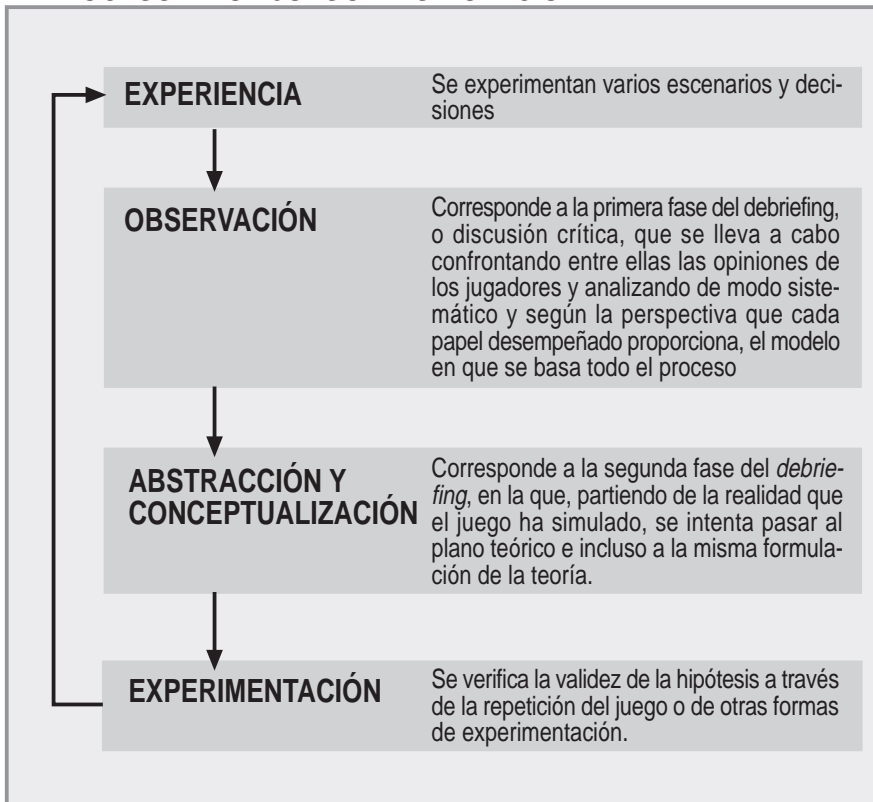 EXPERIENCIA
Se experimentan varios escenarios y deci-
siones
OBSERVACIÓN
Corresponde a la primera fase del debriefing,
o discusión crítica, que se lleva a cabo
confrontando entre ellas las opiniones de
los jugadores y analizando de modo siste-
mático y según la perspectiva que cada
papel desempeñado proporciona, el modelo
en que se basa todo el proceso
ABSTRACCIÓN Y
CONCEPTUALIZACIÓN
Corresponde a la segunda fase del debrie-
fing, en la que, partiendo de la realidad que
el juego ha simulado, se intenta pasar al
plano teórico e incluso a la misma formula-
ción de la teoría.
EXPERIMENTACIÓN
Se verifica la validez de la hipótesis a través
de la repetición del juego o de otras formas
de experimentación.